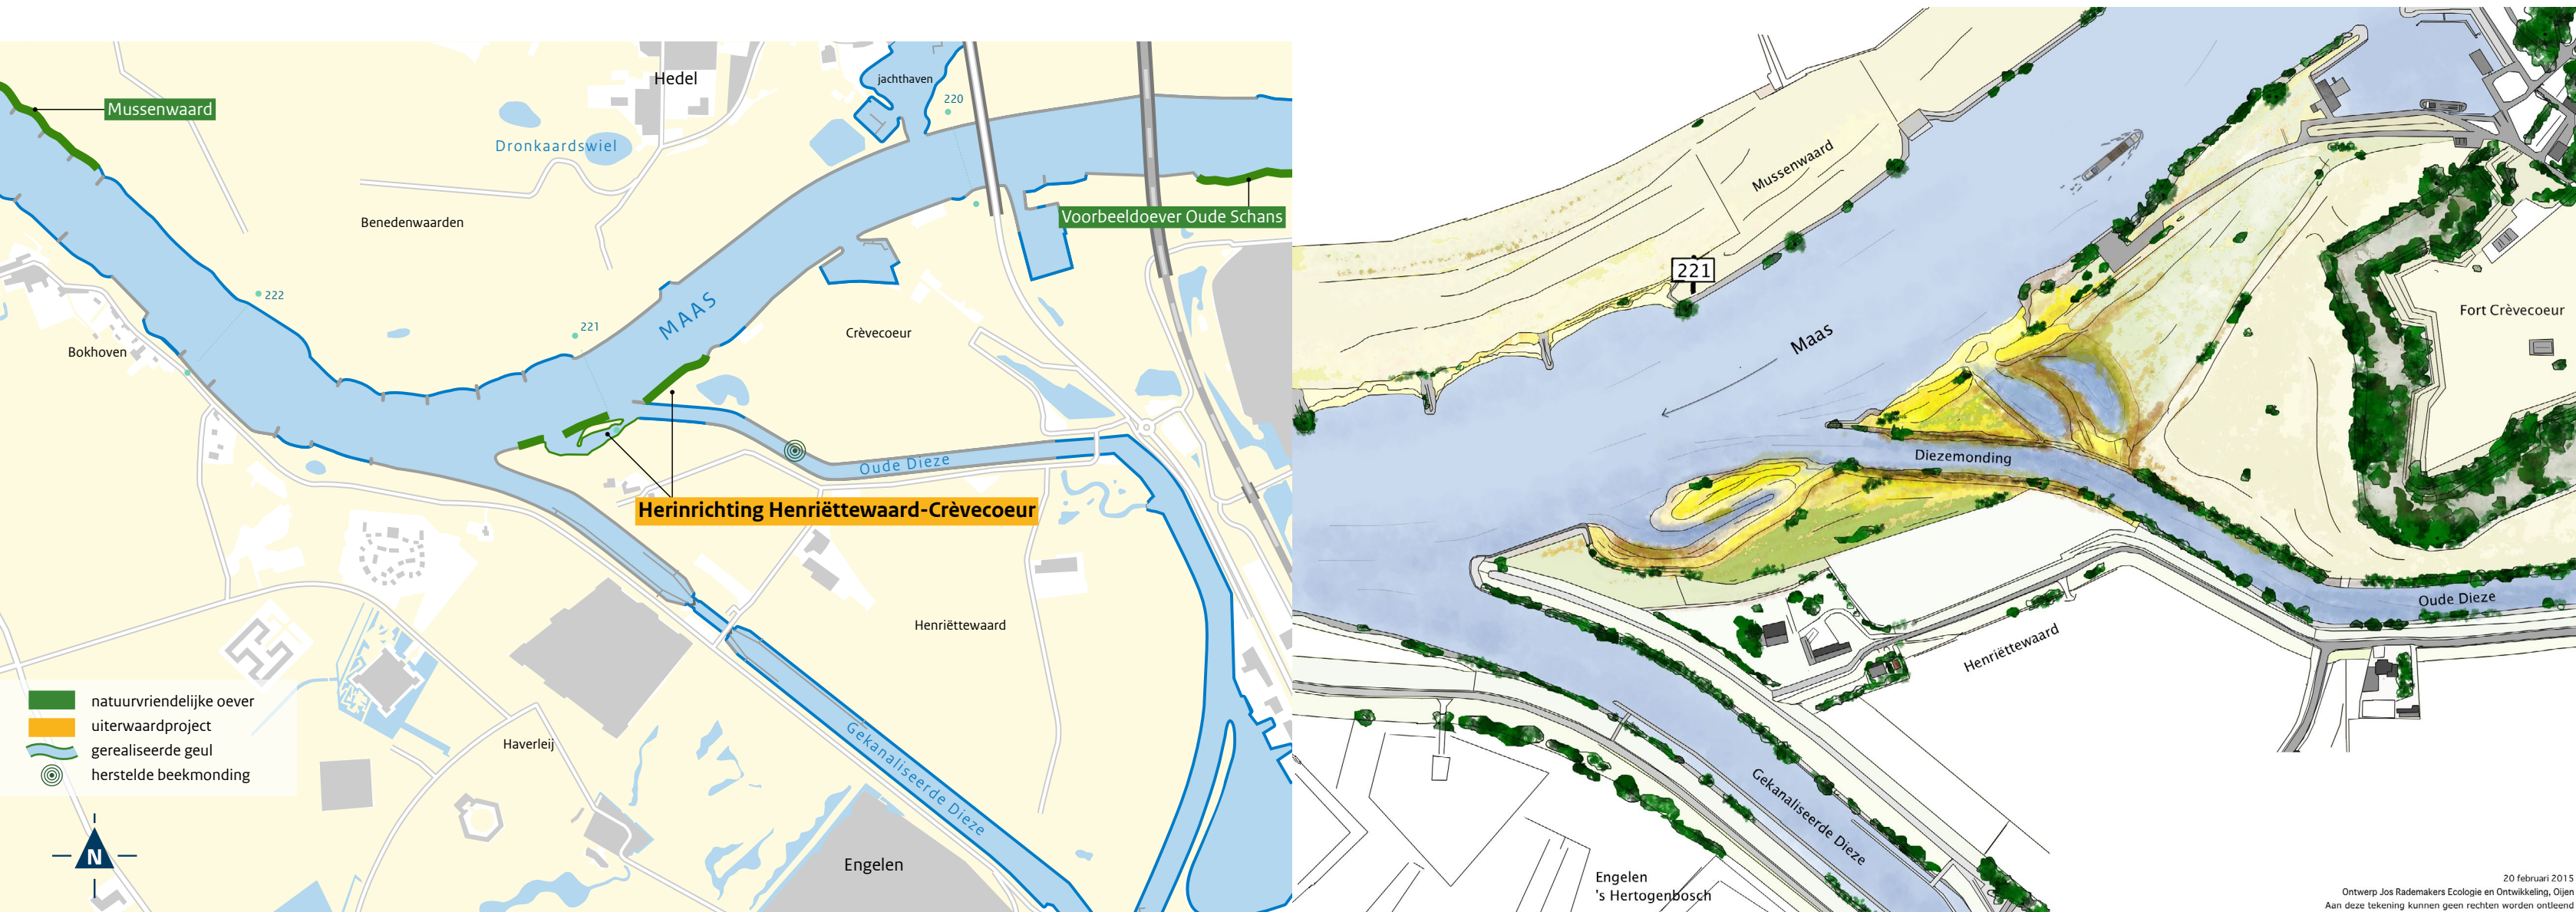 Hedel
jachthaven
220
Mussenwaard
Dronkaardswiel
Benedenwaarden
Voorbeeldoever Oude Schans
222
221
MAAS
Crèvecoeur
Bokhoven
Oude Dieze
Herinrichting Henriëttewaard-Crèvecoeur
Henriëttewaard
natuurvriendelijke oever
uiterwaardproject
gerealiseerde geul
herstelde beekmonding
Haverleij
Gekanaliseerde Dieze
N
Engelen
Mussenwaard
221
Maas
Fort Crèvecoeur
Diezemonding
Oude Dieze
Henriëttewaard
Gekanaliseerde Dieze
Engelen
's Hertogenbosch
20 februari 2015
Ontwerp Jos Rademakers Ecologie en Ontwikkeling, Oijen
Aan deze tekening kunnen geen rechten worden ontleend